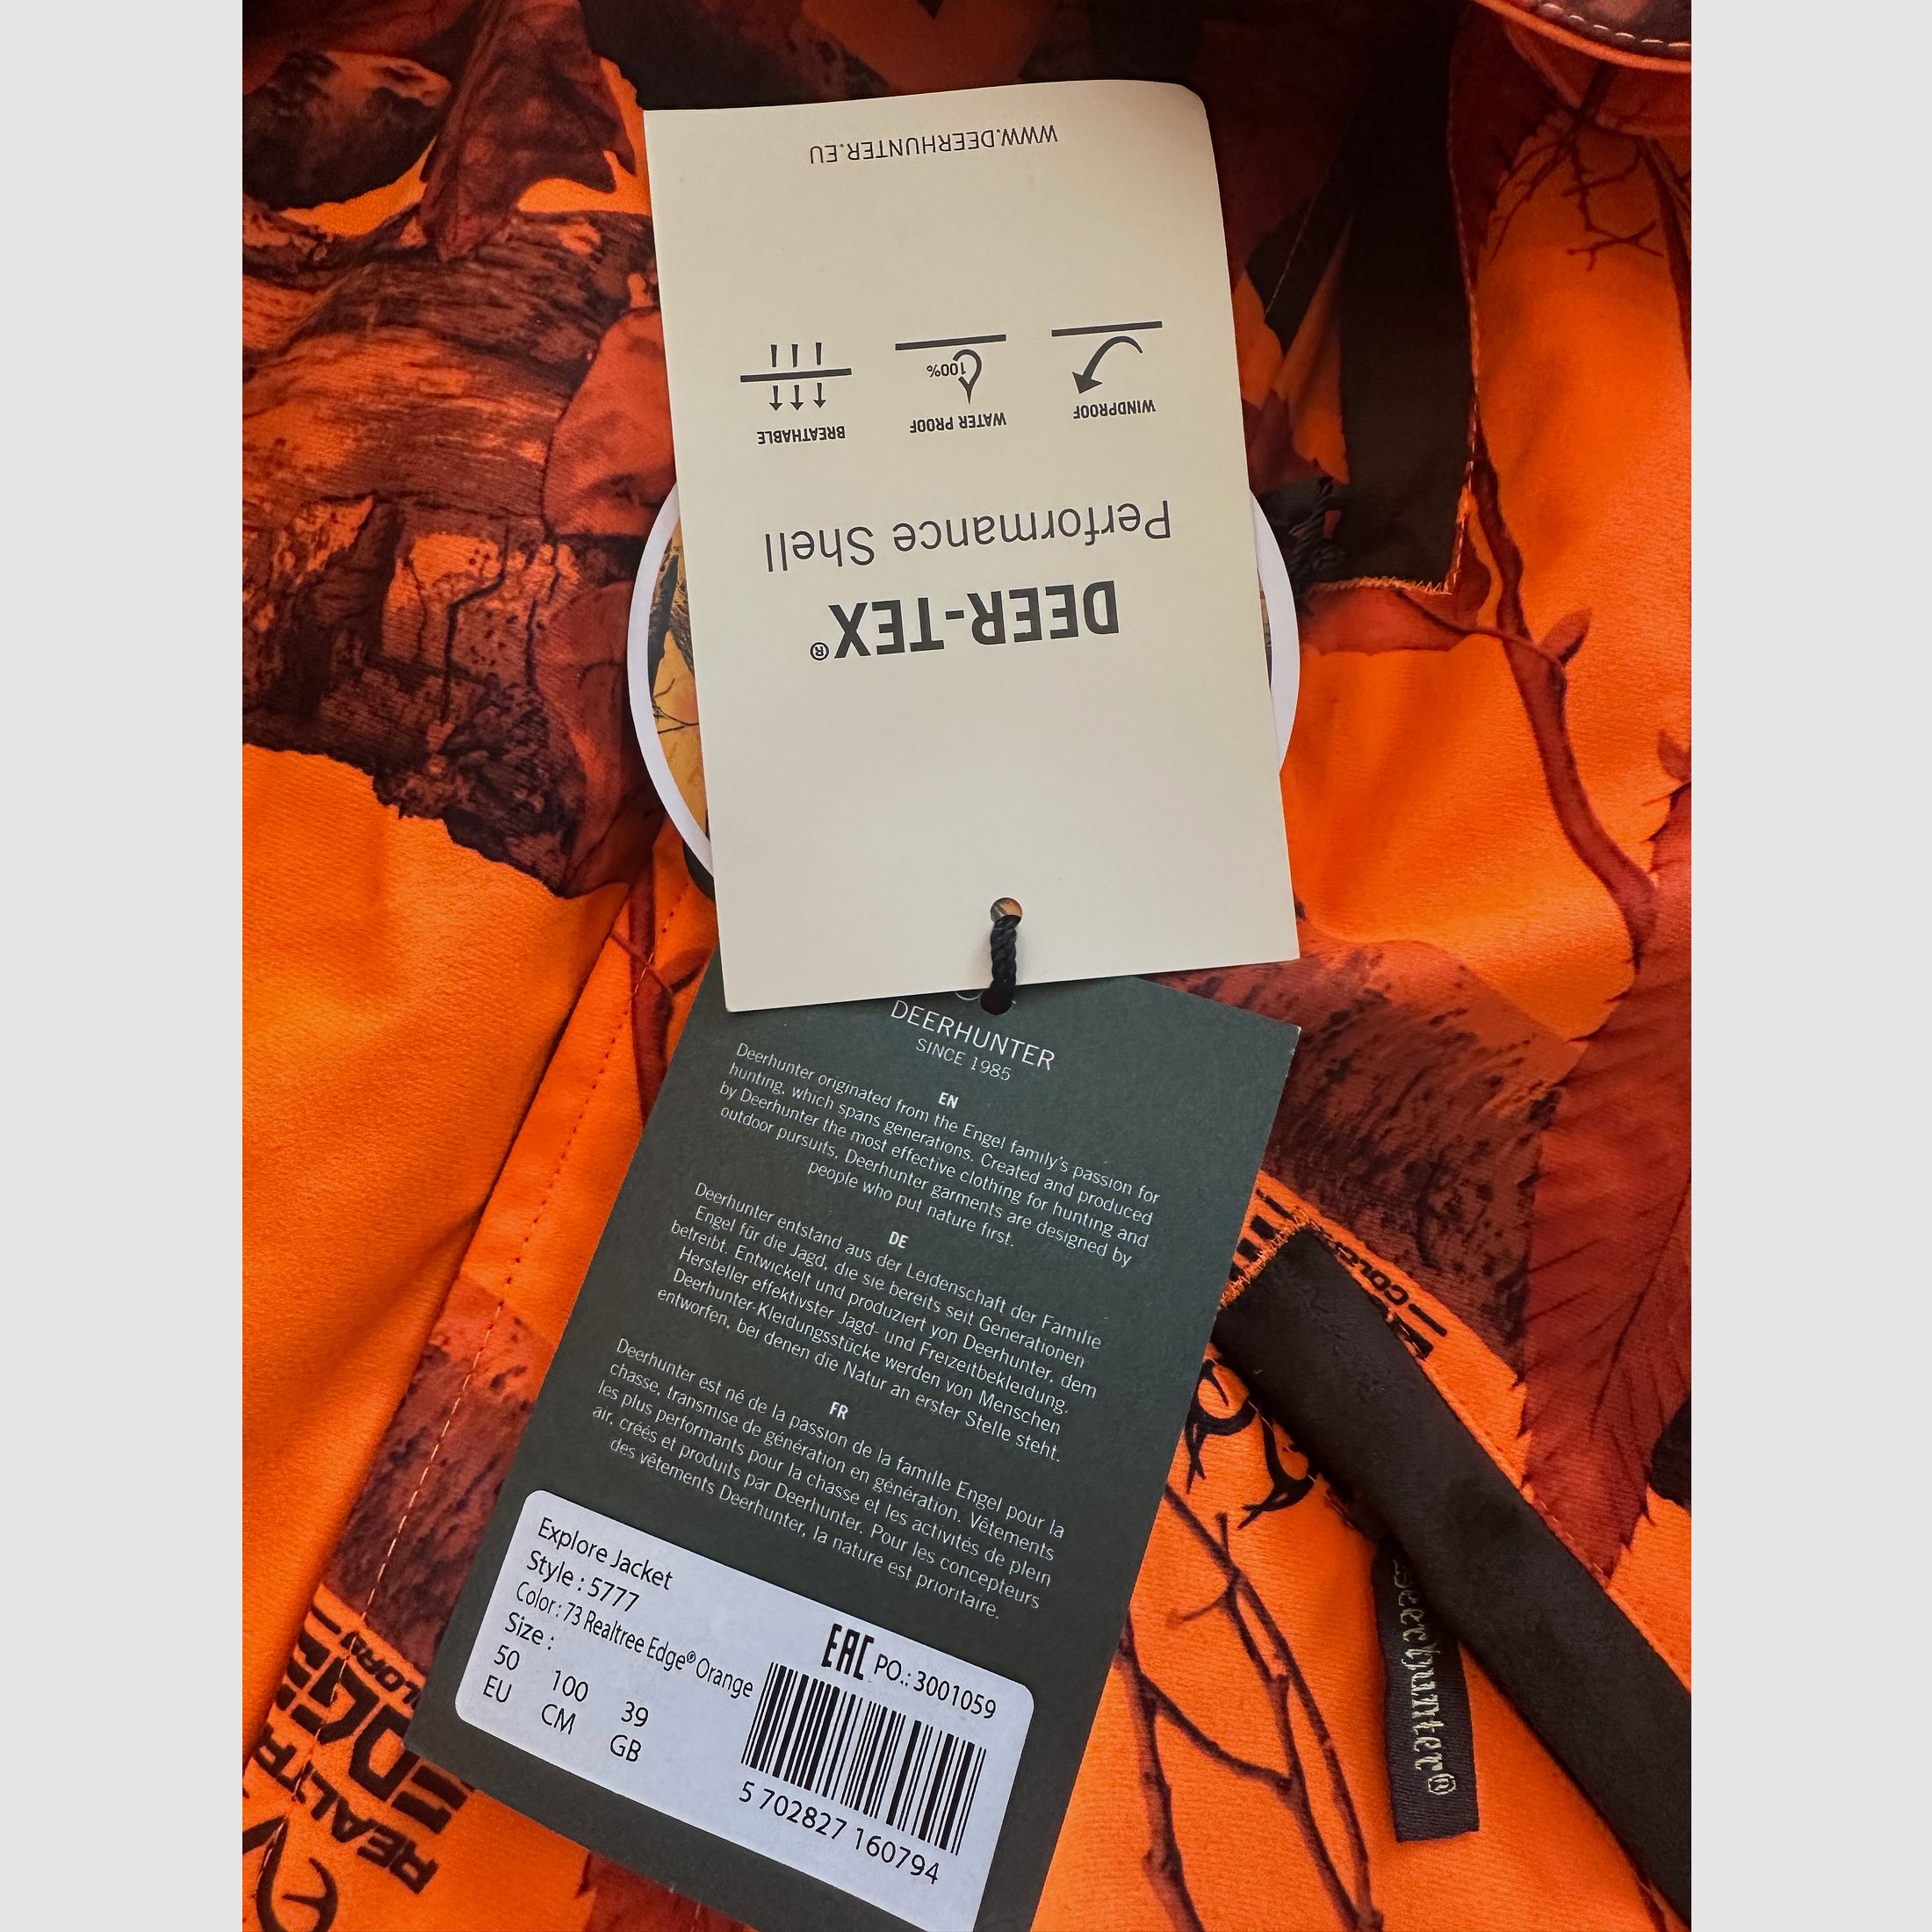 WWW.DEERHUNTER.EU
DEER-TEX®
Performance Shell
WINDPROOF
WATER PROOF
BREATHABLE
100%
DEERHUNTER
SINCE 1985
EN
Deerhunter originated from the Engel family's passion for
hunting, which spans generations. Created and produced
by Deerhunter the most effective clothing for hunting and
outdoor pursuits, Deerhunter garments are designed by
people who put nature first.
DE
Deerhunter entstand aus der Leidenschaft der Familie
Engel für die Jagd, die sie bereits seit Generationen
betreibt. Entwickelt und produziert von Deerhunter, dem
Hersteller effektivster Jagd- und Freizeitbekleidung.
Deerhunter-Kleidungsstücke werden von Menschen
entworfen, bei denen die Natur an erster Stelle steht.
FR
Deerhunter est né de la passion de la famille Engel pour la
chasse, transmise de génération en génération. Vêtements
les plus performants pour la chasse et les activités de plein
air, créés et produits par Deerhunter. Pour les concepteurs
des vêtements Deerhunter, la nature est prioritaire.
Explore Jacket
Style : 5777
Color : 73 Realtree Edge® Orange
Size :
50 100 39
EU CM GB
EAC PO.: 3001059
5 702827 160794
Deerhunter®
REALTREE
EDGE